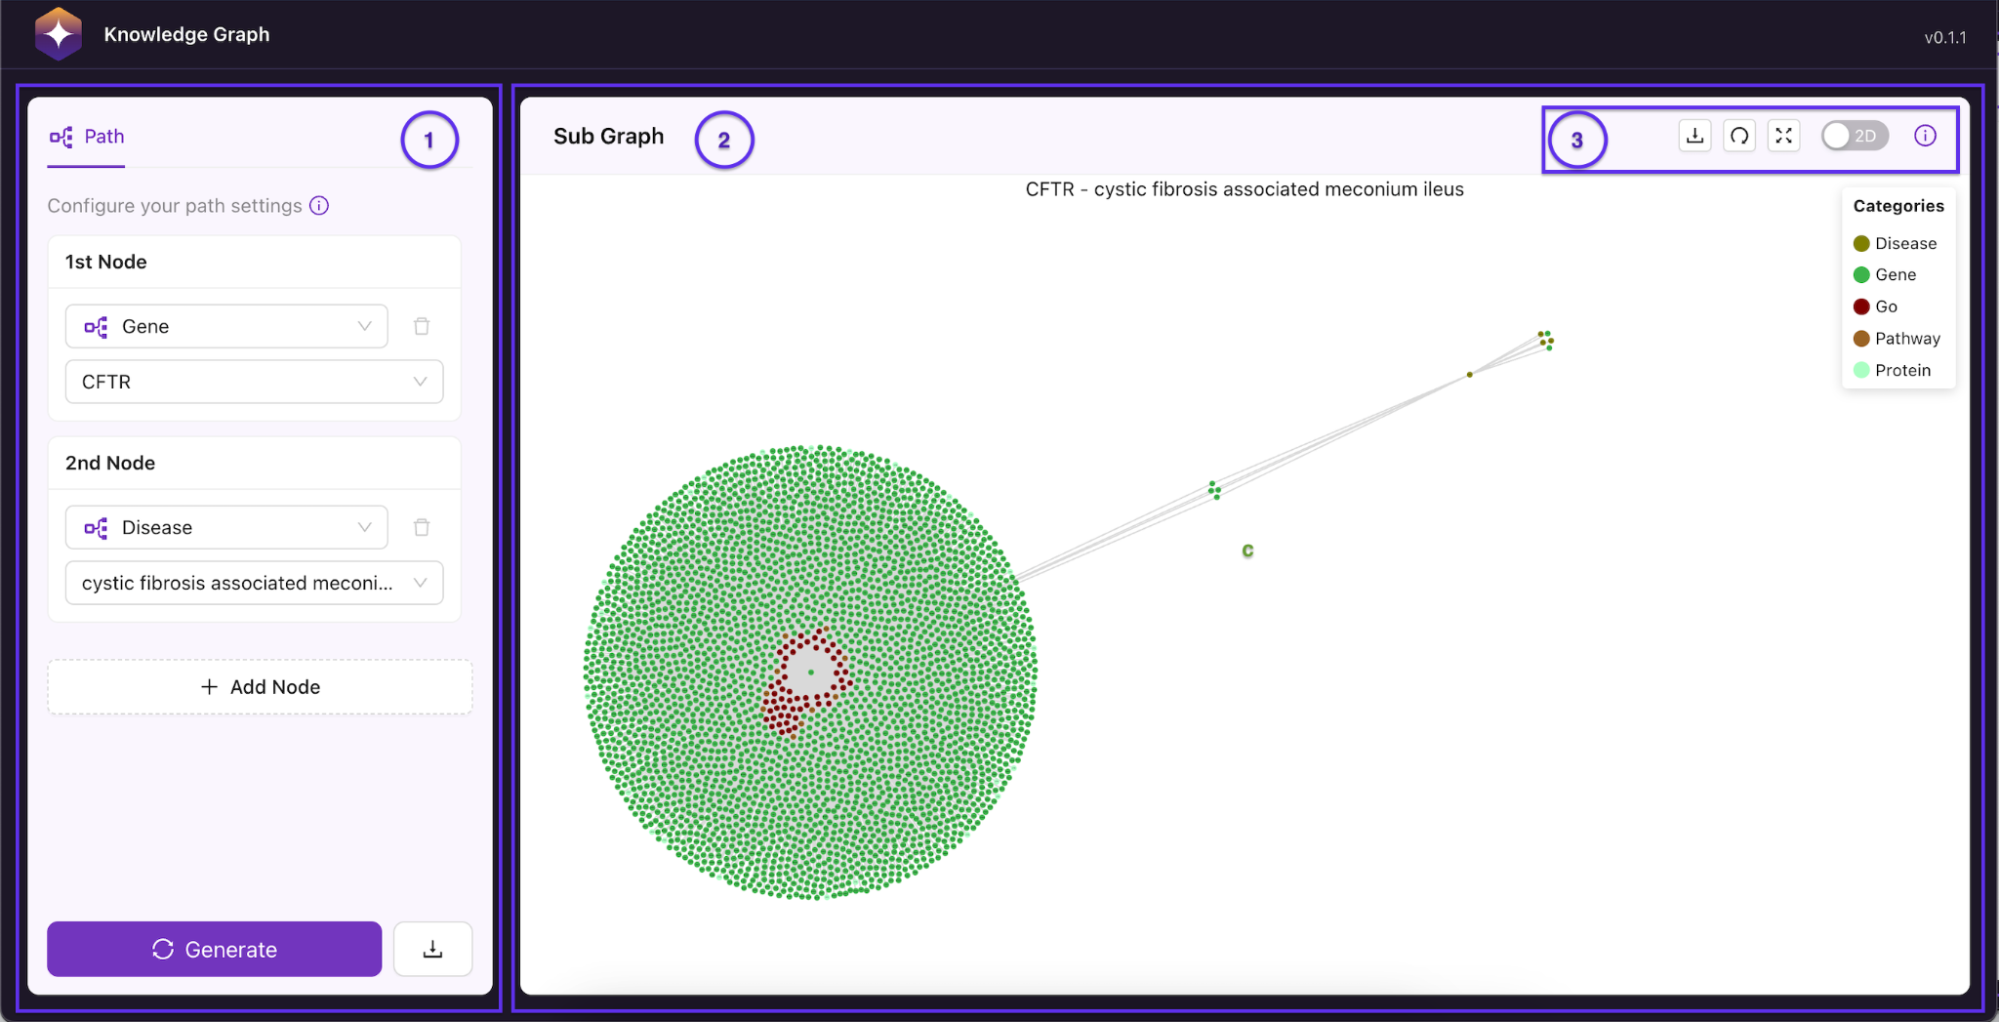 Knowledge Graph
v0.1.1
Path
1
Configure your path settings
1st Node
Gene
CFTR
2nd Node
Disease
cystic fibrosis associated meconi...
+ Add Node
Generate
Sub Graph
2
3
2D
CFTR - cystic fibrosis associated meconium ileus
Categories
Disease
Gene
Go
Pathway
Protein
C